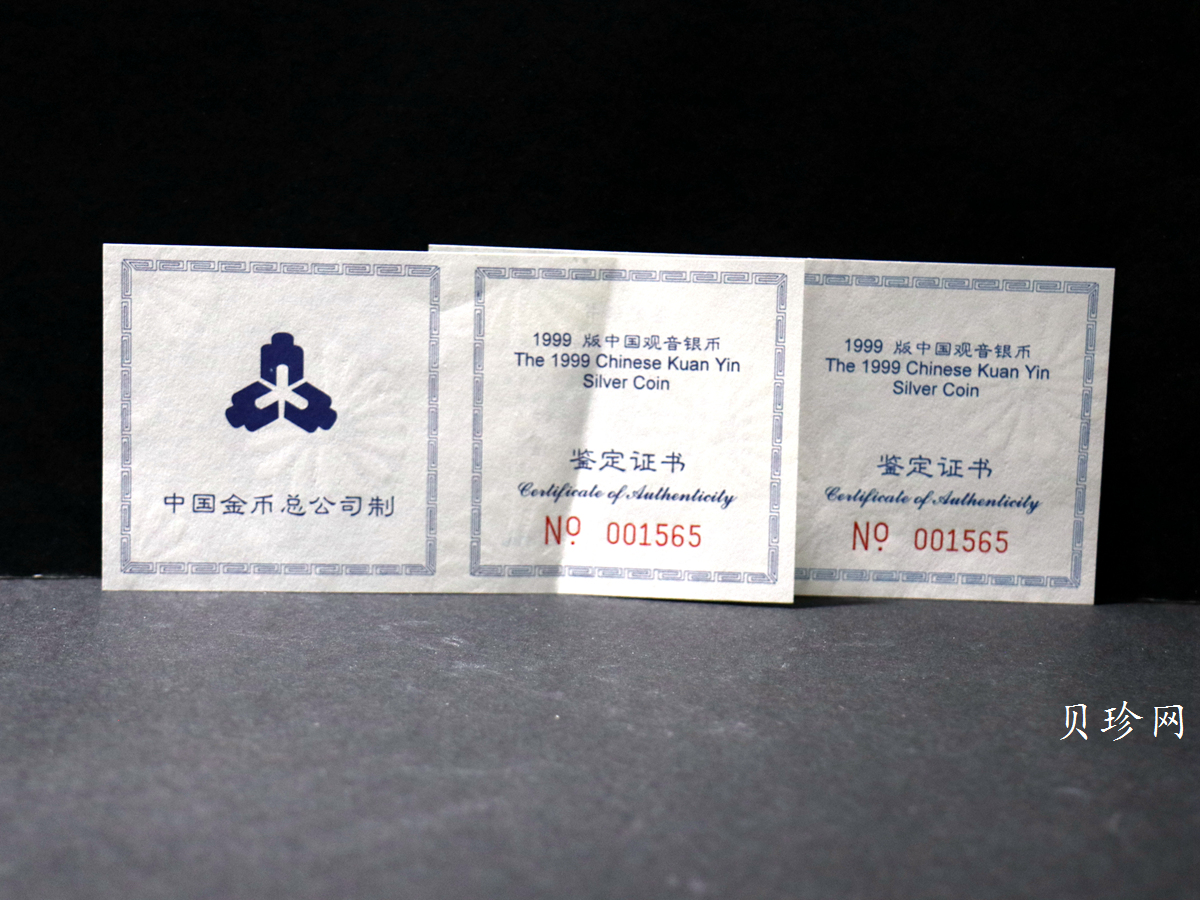 中国金币总公司制
1999 版中国观音银币
The 1999 Chinese Kuan Yin
Silver Coin
鉴定证书
Certificate of Authenticity
Nº 001565
1999 版中国观音银币
The 1999 Chinese Kuan Yin
Silver Coin
鉴定证书
Certificate of Authenticity
Nº 001565
贝珍网